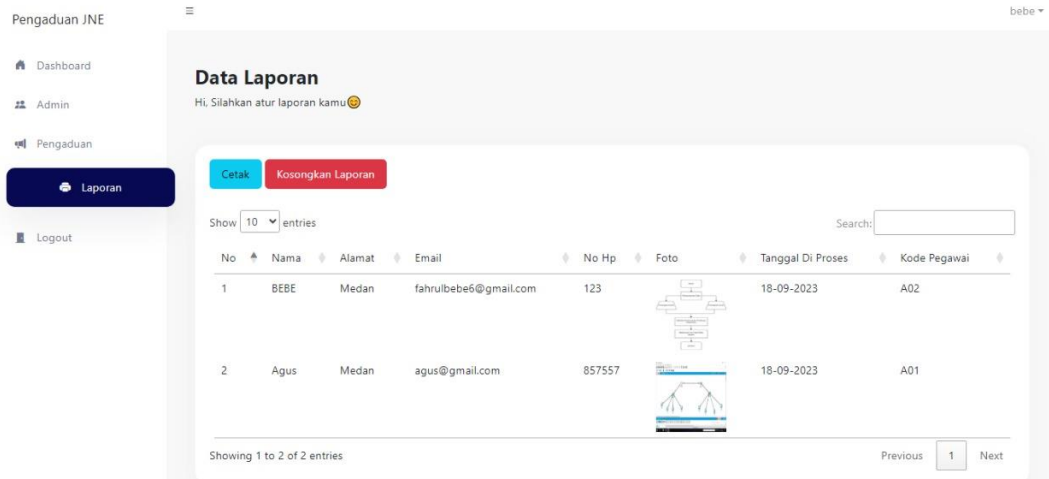 Pengaduan JNE
bebe
Dashboard
Admin
Pengaduan
Laporan
Logout
Data Laporan
Hi, Silahkan atur laporan kamu😊
Cetak Kosongkan Laporan
Show 10 entries Search:
No Nama Alamat Email No Hp Foto Tanggal Di Proses Kode Pegawai
1 BEBE Medan fahrulbebe6@gmail.com 123 18-09-2023 A02
2 Agus Medan agus@gmail.com 857557 18-09-2023 A01
Showing 1 to 2 of 2 entries Previous 1 Next